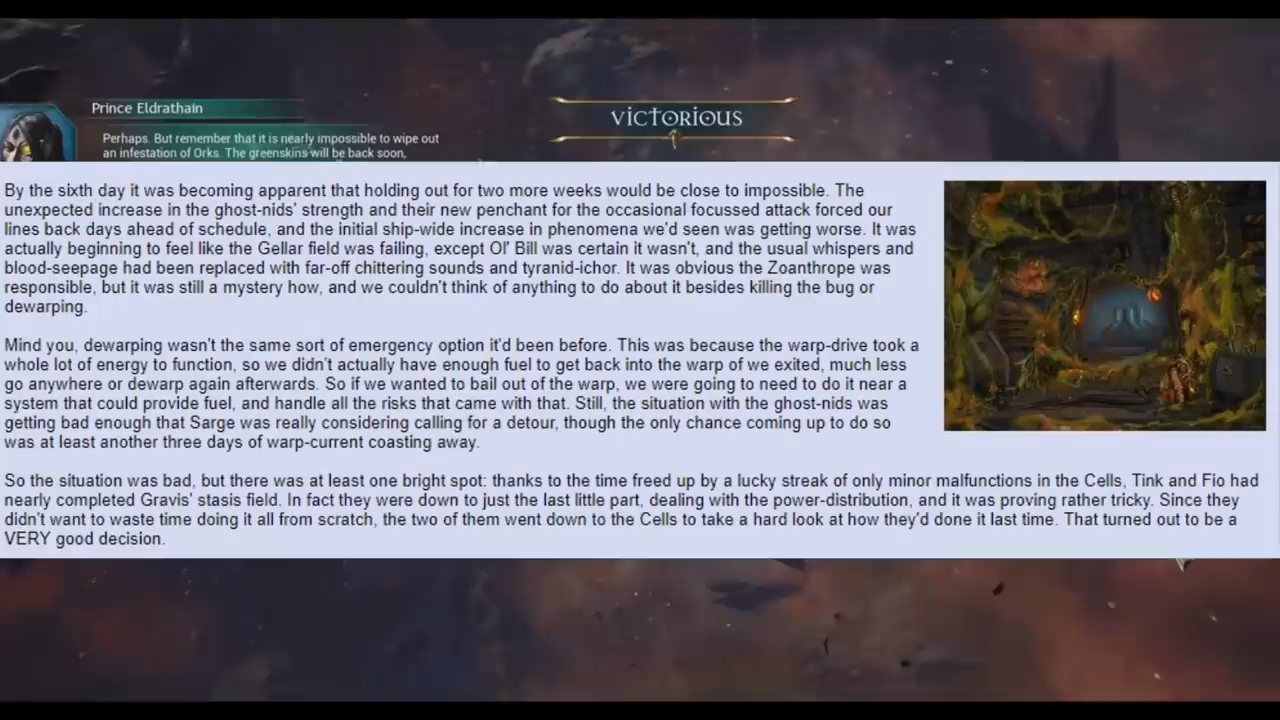 Prince Eldrathain
Perhaps. But remember that it is nearly impossible to wipe out
an infestation of Orks. The greenskins will be back soon,
VICTORIOUS
By the sixth day it was becoming apparent that holding out for two more weeks would be close to impossible. The
unexpected increase in the ghost-nids' strength and their new penchant for the occasional focussed attack forced our
lines back days ahead of schedule, and the initial ship-wide increase in phenomena we'd seen was getting worse. It was
actually beginning to feel like the Gellar field was failing, except Ol' Bill was certain it wasn't, and the usual whispers and
blood-seepage had been replaced with far-off chittering sounds and tyranid-ichor. It was obvious the Zoanthrope was
responsible, but it was still a mystery how, and we couldn't think of anything to do about it besides killing the bug or
dewarping.
Mind you, dewarping wasn't the same sort of emergency option it'd been before. This was because the warp-drive took a
whole lot of energy to function, so we didn't actually have enough fuel to get back into the warp of we exited, much less
go anywhere or dewarp again afterwards. So if we wanted to bail out of the warp, we were going to need to do it near a
system that could provide fuel, and handle all the risks that came with that. Still, the situation with the ghost-nids was
getting bad enough that Sarge was really considering calling for a detour, though the only chance coming up to do so
was at least another three days of warp-current coasting away.
So the situation was bad, but there was at least one bright spot: thanks to the time freed up by a lucky streak of only minor malfunctions in the Cells, Tink and Fio had
nearly completed Gravis' stasis field. In fact they were down to just the last little part, dealing with the power-distribution, and it was proving rather tricky. Since they
didn't want to waste time doing it all from scratch, the two of them went down to the Cells to take a hard look at how they'd done it last time. That turned out to be a
VERY good decision.